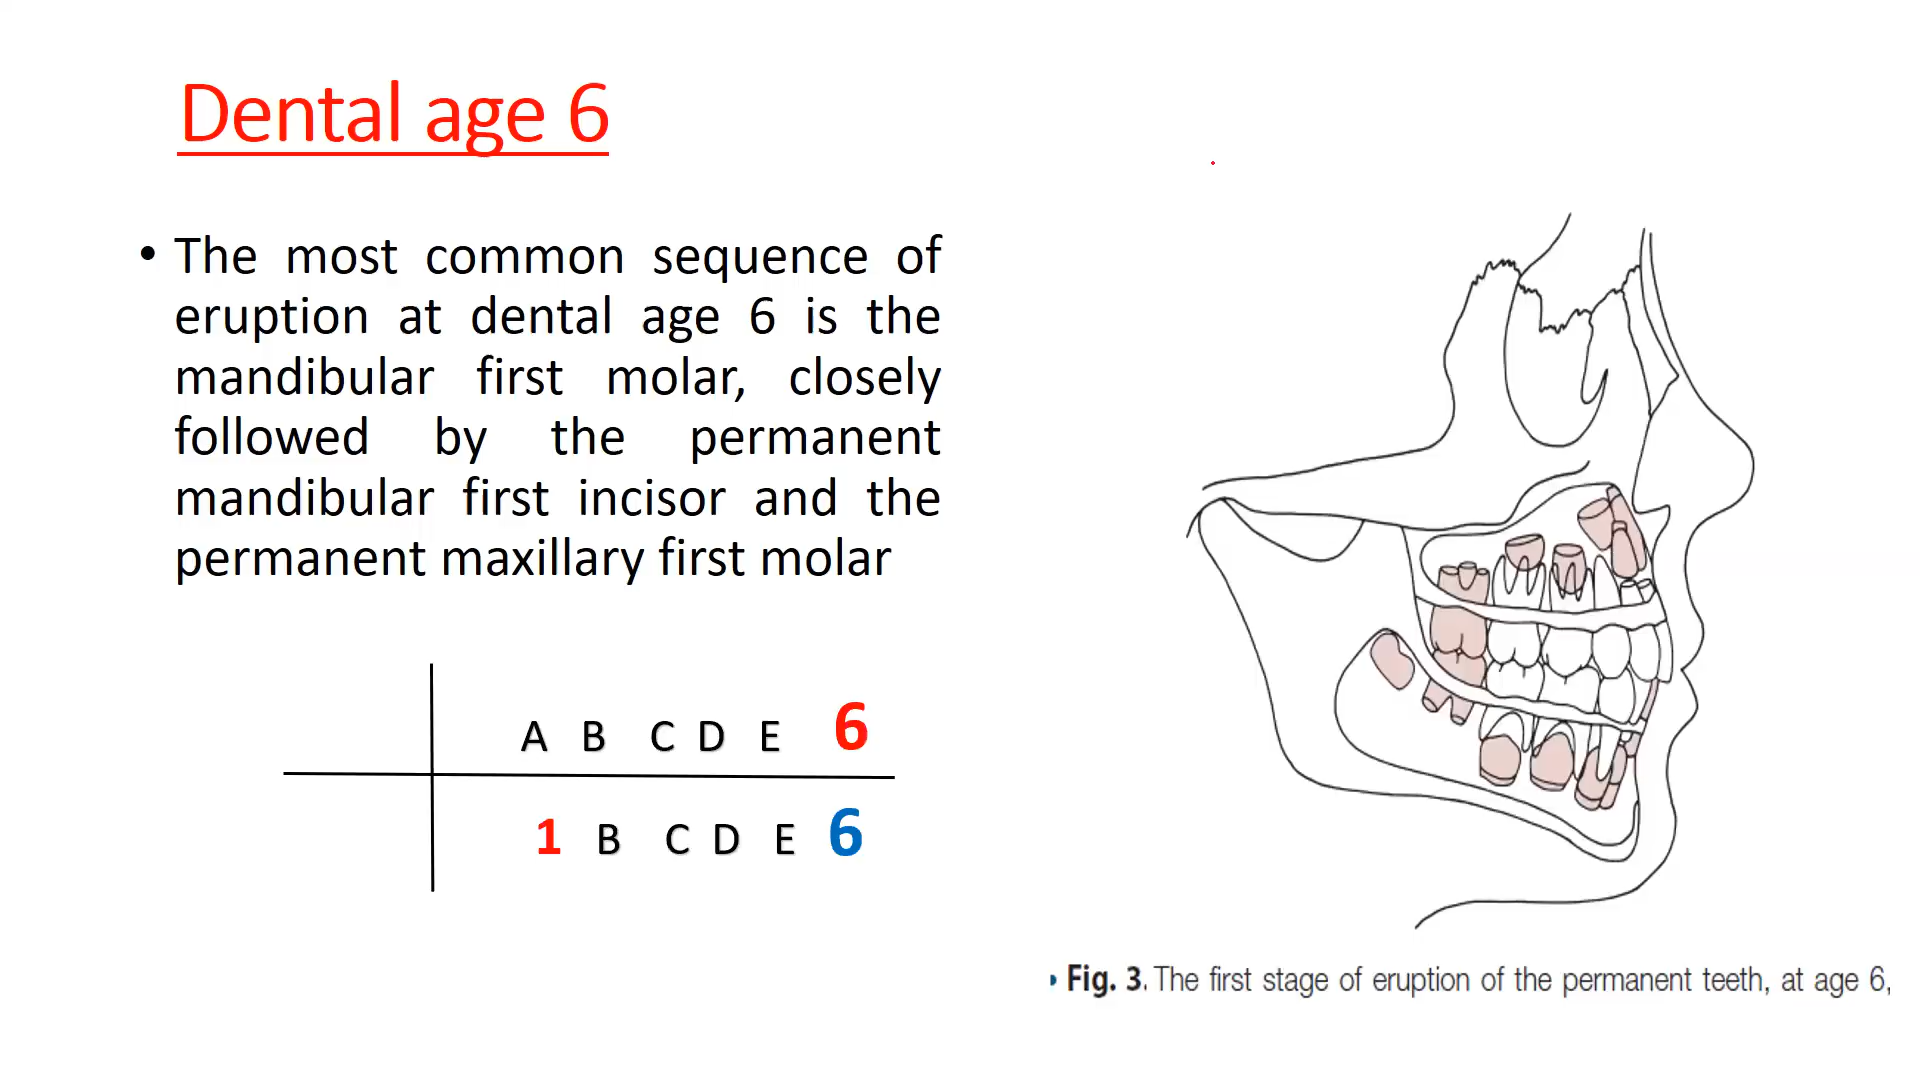 Dental age 6
• The most common sequence of
eruption at dental age 6 is the
mandibular first molar, closely
followed by the permanent
mandibular first incisor and the
permanent maxillary first molar
A B C D E 6
1 B C D E 6
Fig. 3. The first stage of eruption of the permanent teeth, at age 6,